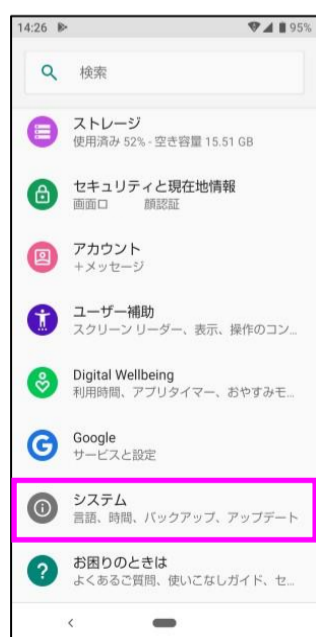 14:26
95%
検索
ストレージ
使用済み 52% - 空き容量 15.51 GB
セキュリティと現在地情報
画面ロ 顔認証
アカウント
+メッセージ
ユーザー補助
スクリーン リーダー、表示、操作のコン...
Digital Wellbeing
利用時間、アプリタイマー、おやすみモ...
Google
サービスと設定
システム
言語、時間、バックアップ、アップデート
お困りのときは
よくあるご質問、使いこなしガイド、セ...